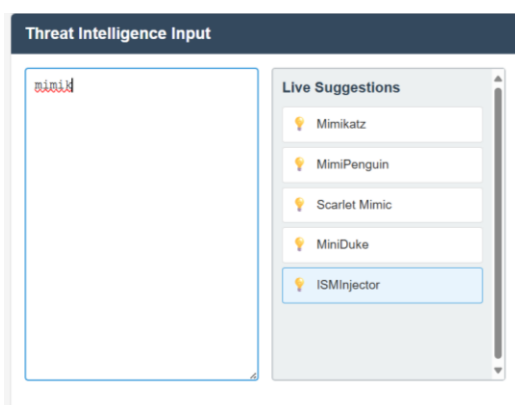 Threat Intelligence Input
mimik
Live Suggestions
Mimikatz
MimiPenguin
Scarlet Mimic
MiniDuke
ISMInjector